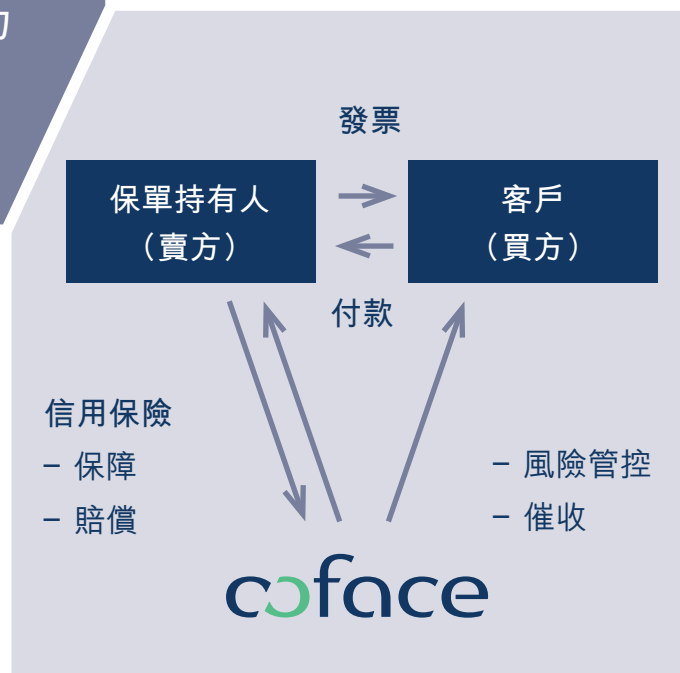 發票
保單持有人
（賣方）
客戶
（買方）
付款
信用保險
– 保障
– 賠償
– 風險管控
– 催收
coface